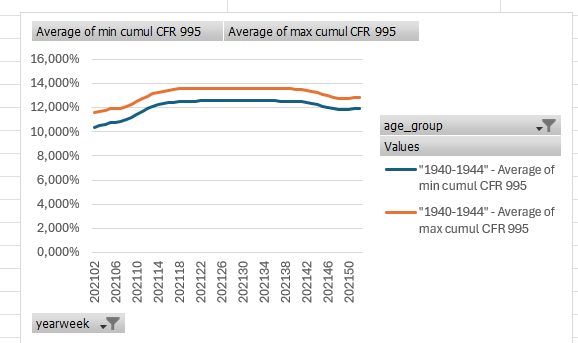 Average of min cumul CFR 995 Average of max cumul CFR 995
16,000%
14,000%
12,000%
10,000%
8,000%
6,000%
4,000%
2,000%
0,000%
202102 202106 202110 202114 202118 202122 202126 202130 202134 202138 202142 202146 202150
yearweek
age_group
Values
"1940-1944" - Average of
min cumul CFR 995
"1940-1944" - Average of
max cumul CFR 995